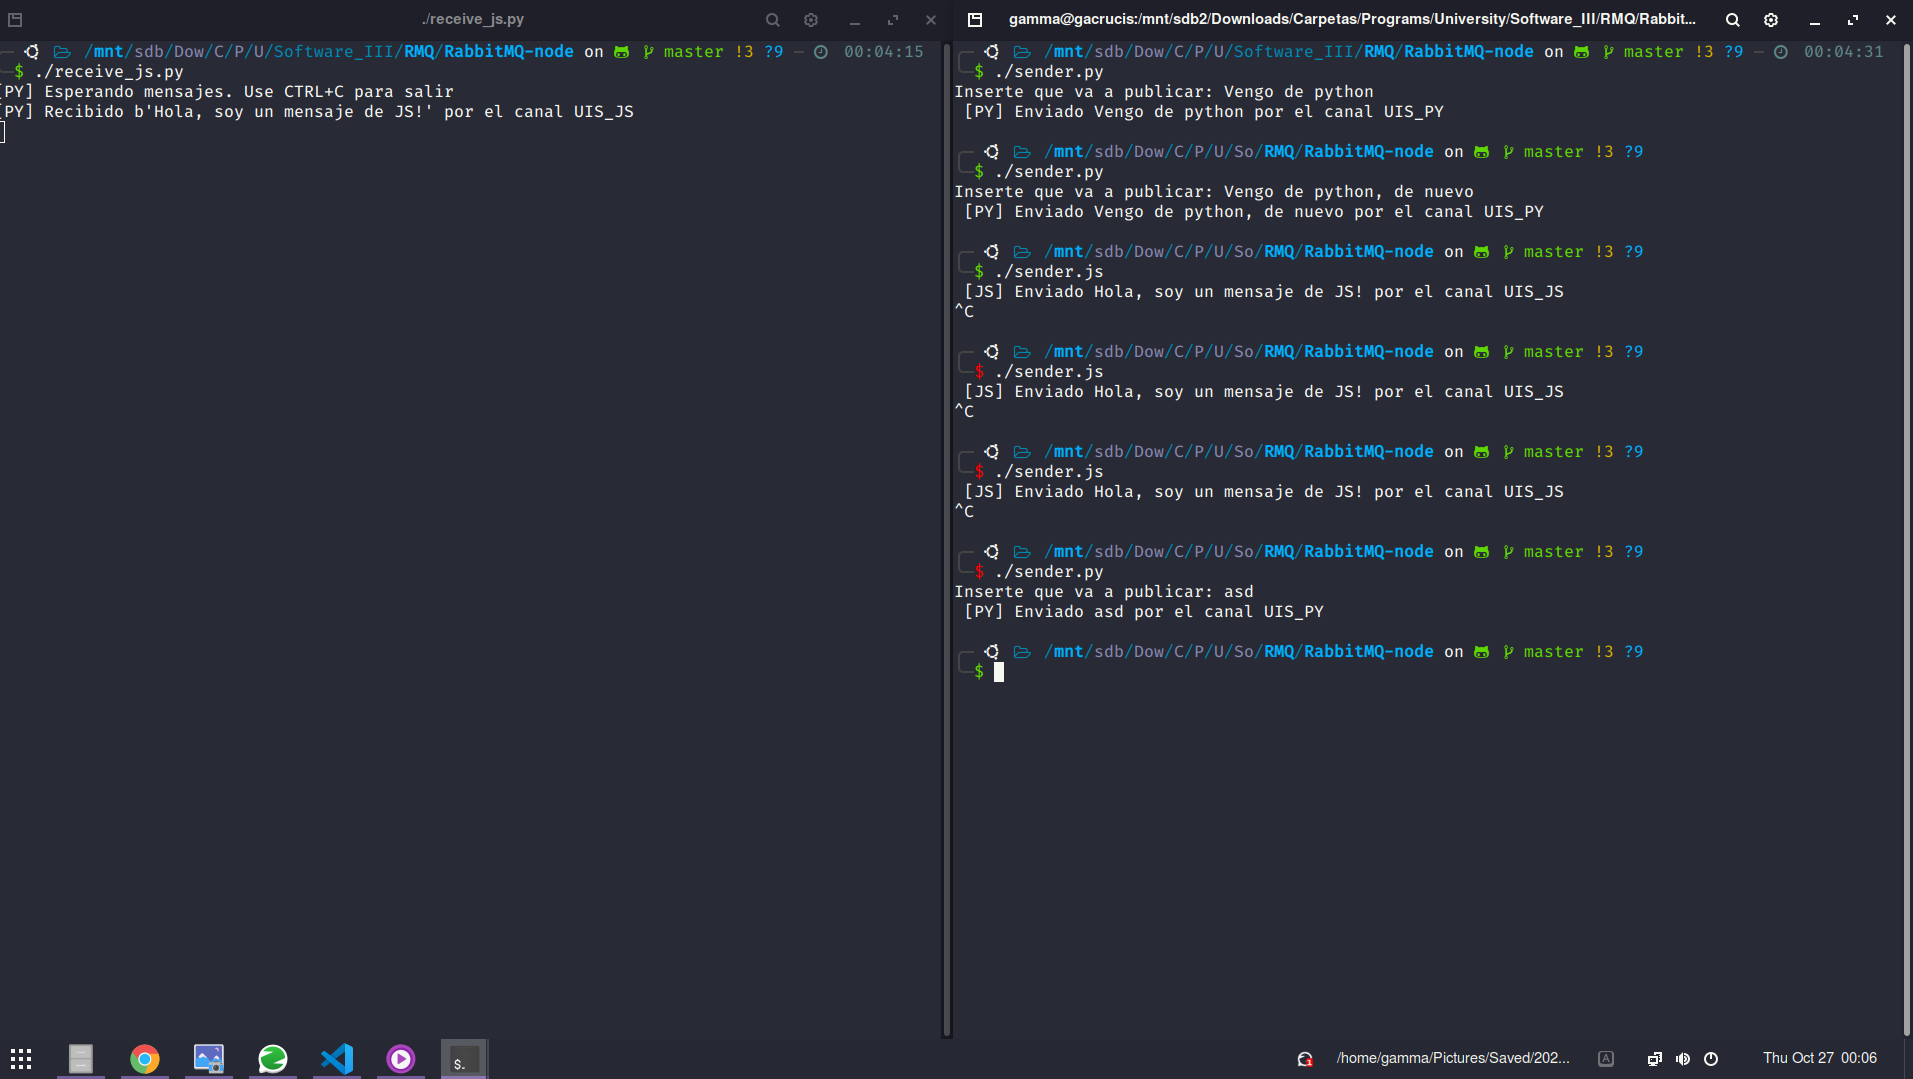 ./receive_js.py
/mnt/sdb/Dow/C/P/U/Software_III/RMQ/RabbitMQ-node on master !3 ?9 00:04:15
$ ./receive_js.py
[PY] Esperando mensajes. Use CTRL+C para salir
[PY] Recibido b'Hola, soy un mensaje de JS!' por el canal UIS_JS
gamma@gacrucis:/mnt/sdb2/Downloads/Carpetas/Programs/University/Software_III/RMQ/Rabbit...
/mnt/sdb/Dow/C/P/U/Software_III/RMQ/RabbitMQ-node on master !3 ?9 00:04:31
$ ./sender.py
Inserte que va a publicar: Vengo de python
[PY] Enviado Vengo de python por el canal UIS_PY
/mnt/sdb/Dow/C/P/U/So/RMQ/RabbitMQ-node on master !3 ?9
$ ./sender.py
Inserte que va a publicar: Vengo de python, de nuevo
[PY] Enviado Vengo de python, de nuevo por el canal UIS_PY
/mnt/sdb/Dow/C/P/U/So/RMQ/RabbitMQ-node on master !3 ?9
$ ./sender.js
[JS] Enviado Hola, soy un mensaje de JS! por el canal UIS_JS
^C
/mnt/sdb/Dow/C/P/U/So/RMQ/RabbitMQ-node on master !3 ?9
$ ./sender.js
[JS] Enviado Hola, soy un mensaje de JS! por el canal UIS_JS
^C
/mnt/sdb/Dow/C/P/U/So/RMQ/RabbitMQ-node on master !3 ?9
$ ./sender.js
[JS] Enviado Hola, soy un mensaje de JS! por el canal UIS_JS
^C
/mnt/sdb/Dow/C/P/U/So/RMQ/RabbitMQ-node on master !3 ?9
$ ./sender.py
Inserte que va a publicar: asd
[PY] Enviado asd por el canal UIS_PY
/mnt/sdb/Dow/C/P/U/So/RMQ/RabbitMQ-node on master !3 ?9
$
$.
1 /home/gamma/Pictures/Saved/202... A Thu Oct 27 00:06